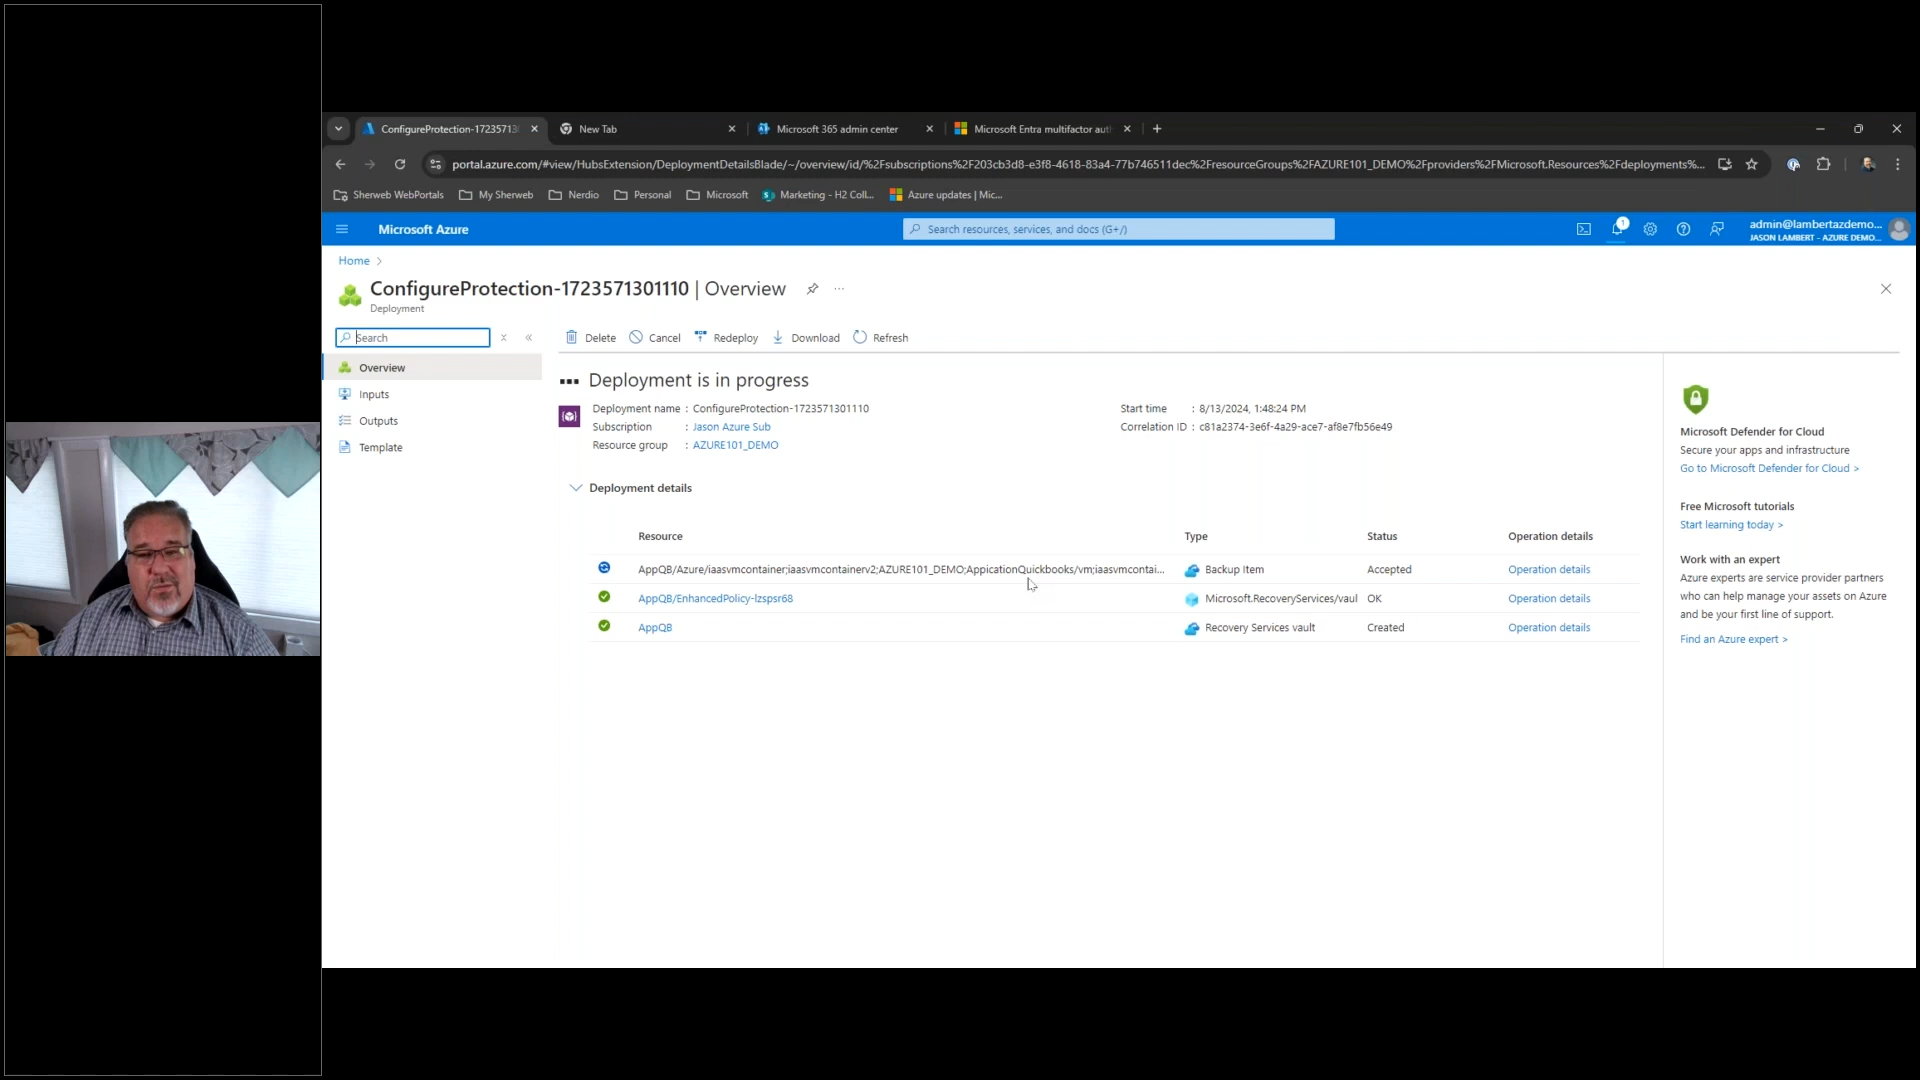 ConfigureProtection-17235713
New Tab
Microsoft 365 admin center
Microsoft Entra multifactor aut
portal.azure.com/#view/HubsExtension/DeploymentDetailsBlade/~/overview/id/%2Fsubscriptions%2F203cb3d8-e3f8-4618-83a4-77b746511dec%2FresourceGroups%2FAZURE101_DEMO%2Fproviders%2FMicrosoft.Resources%2Fdeployments%...
Sherweb WebPortals
My Sherweb
Nerdio
Personal
Microsoft
Marketing - H2 Coll...
Azure updates | Mic...
Microsoft Azure
Search resources, services, and docs (G+/)
1
admin@lambertazdemo...
JASON LAMBERT - AZURE DEMO...
Home >
ConfigureProtection-1723571301110 | Overview
Deployment
Search
Overview
Inputs
Outputs
Template
Delete
Cancel
Redeploy
Download
Refresh
Deployment is in progress
Deployment name : ConfigureProtection-1723571301110
Subscription : Jason Azure Sub
Resource group : AZURE101_DEMO
Start time : 8/13/2024, 1:48:24 PM
Correlation ID : c81a2374-3e6f-4a29-ace7-af8e7fb56e49
Deployment details
Resource Type Status Operation details
AppQB/Azure/iaasvmcontainer;iaasvmcontainerv2;AZURE101_DEMO;AppicationQuickbooks/vm;iaasvmcontai... Backup Item Accepted Operation details
AppQB/EnhancedPolicy-lzspsr68 Microsoft.RecoveryServices/vaul OK Operation details
AppQB Recovery Services vault Created Operation details
Microsoft Defender for Cloud
Secure your apps and infrastructure
Go to Microsoft Defender for Cloud >
Free Microsoft tutorials
Start learning today >
Work with an expert
Azure experts are service provider partners
who can help manage your assets on Azure
and be your first line of support.
Find an Azure expert >